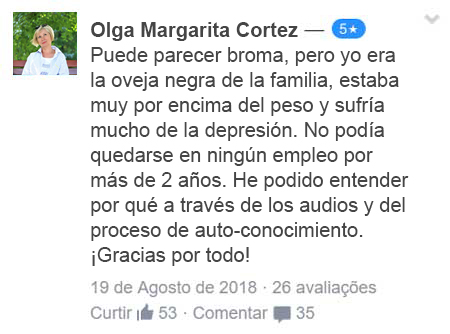 Olga Margarita Cortez — 5★
Puede parecer broma, pero yo era
la oveja negra de la familia, estaba
muy por encima del peso y sufría
mucho de la depresión. No podía
quedarse en ningún empleo por
más de 2 años. He podido entender
por qué a través de los audios y del
proceso de auto-conocimiento.
¡Gracias por todo!
19 de Agosto de 2018 · 26 avaliações
Curtir 53 · Comentar 35